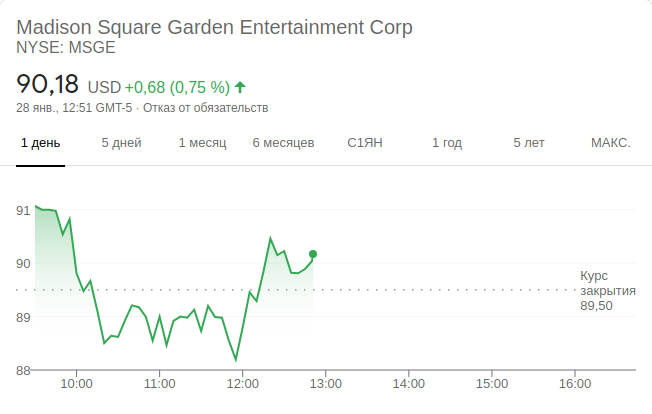 Madison Square Garden Entertainment Corp
NYSE: MSGE
90,18 USD +0,68 (0,75 %)
28 янв., 12:51 GMT-5 · Отказ от обязательств
1 день 5 дней 1 месяц 6 месяцев С1ЯН 1 год 5 лет МАКС.
91
90
Курс
закрытия
89,50
89
88
10:00 11:00 12:00 13:00 14:00 15:00 16:00